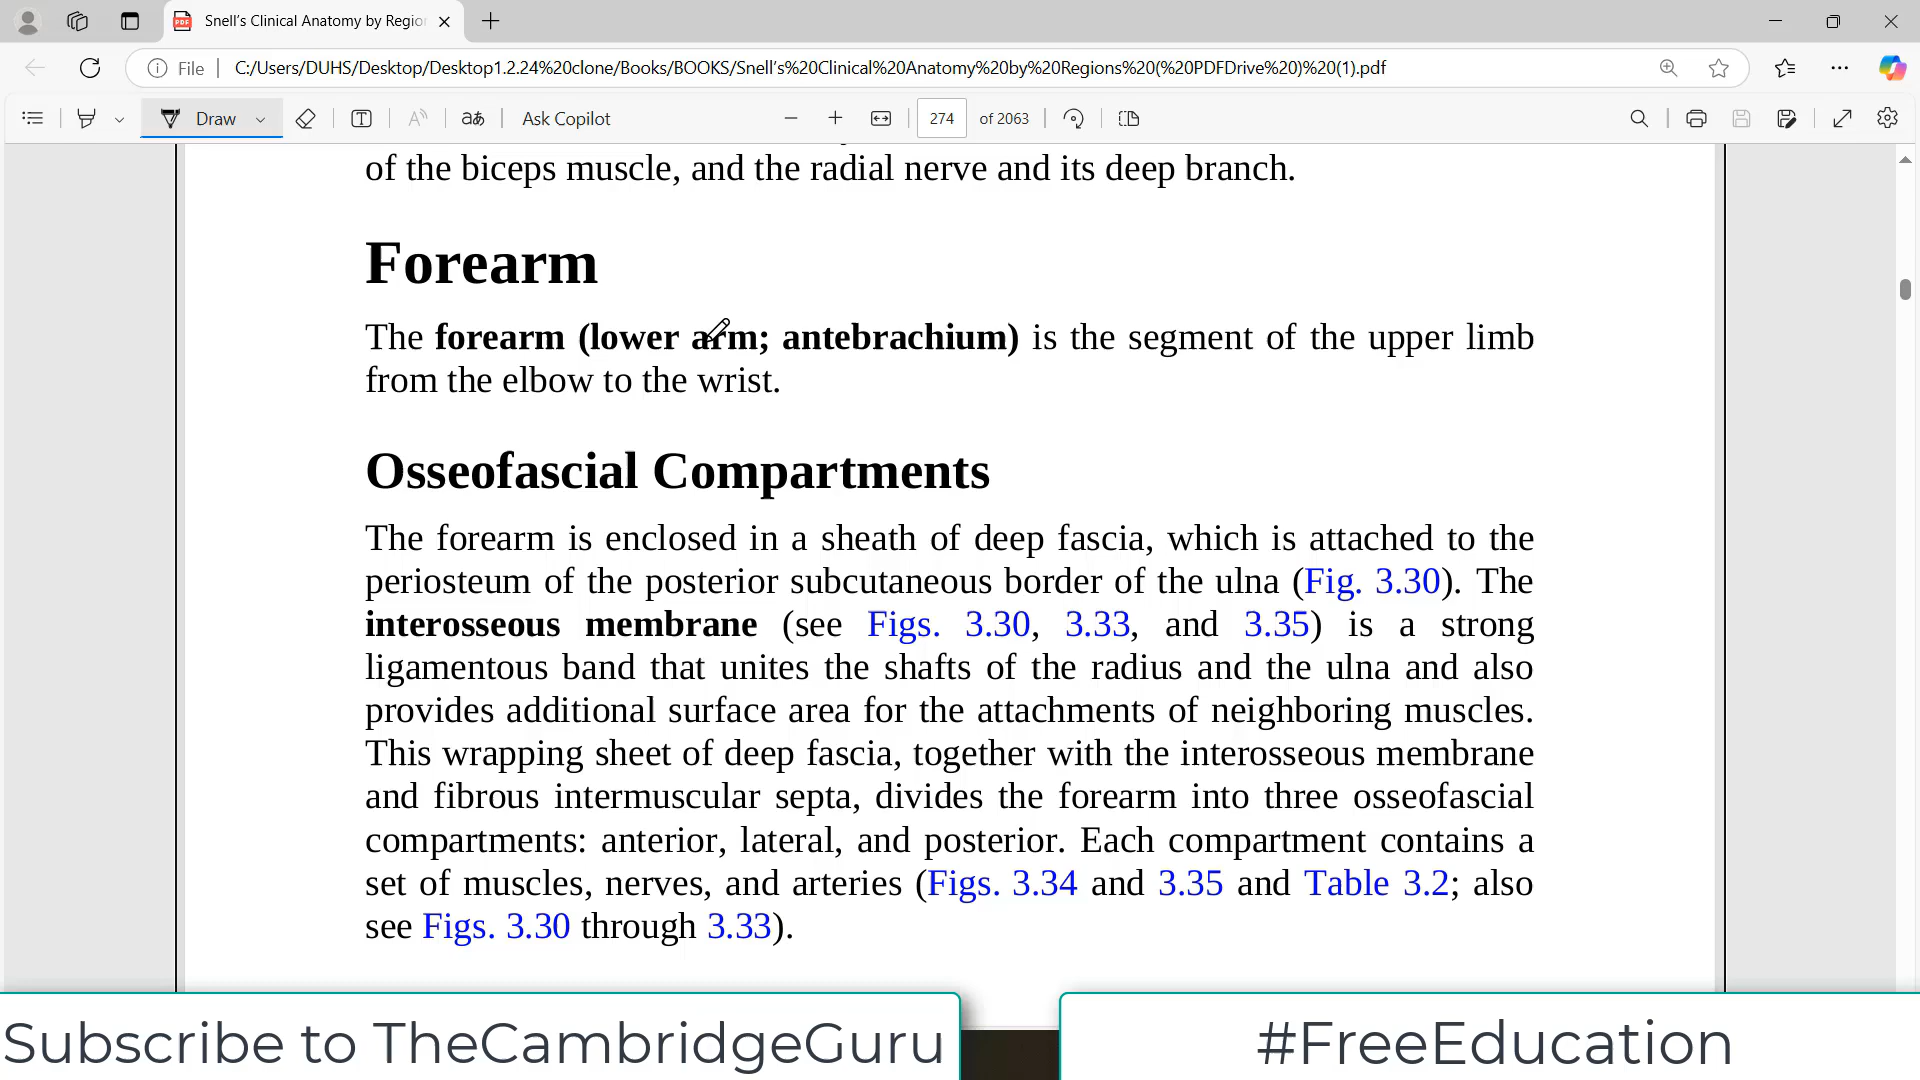 Snell's Clinical Anatomy by Regio
File
C:/Users/DUHS/Desktop/Desktop1.2.24%20clone/Books/BOOKS/Snell's%20Clinical%20Anatomy%20by%20Regions%20(%20PDFDrive%20)%20(1).pdf
Draw
aあ
Ask Copilot
274 of 2063
of the biceps muscle, and the radial nerve and its deep branch.
Forearm
The forearm (lower arm; antebrachium) is the segment of the upper limb
from the elbow to the wrist.
Osseofascial Compartments
The forearm is enclosed in a sheath of deep fascia, which is attached to the
periosteum of the posterior subcutaneous border of the ulna (Fig. 3.30). The
interosseous membrane (see Figs. 3.30, 3.33, and 3.35) is a strong
ligamentous band that unites the shafts of the radius and the ulna and also
provides additional surface area for the attachments of neighboring muscles.
This wrapping sheet of deep fascia, together with the interosseous membrane
and fibrous intermuscular septa, divides the forearm into three osseofascial
compartments: anterior, lateral, and posterior. Each compartment contains a
set of muscles, nerves, and arteries (Figs. 3.34 and 3.35 and Table 3.2; also
see Figs. 3.30 through 3.33).
Subscribe to TheCambridgeGuru
#FreeEducation